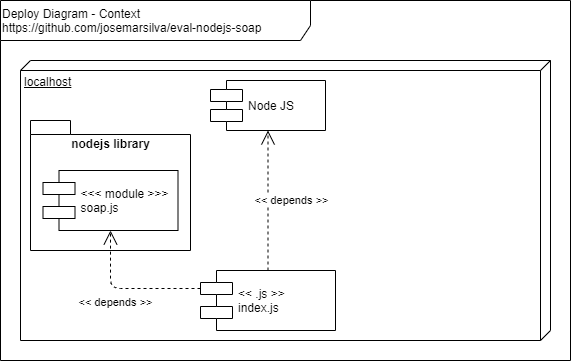 Deploy Diagram - Context
https://github.com/josemarsilva/eval-nodejs-soap
localhost
Node JS
nodejs library
<<< module >>>
soap.js
<< depends >>
<< depends >>
<< .js >>
index.js